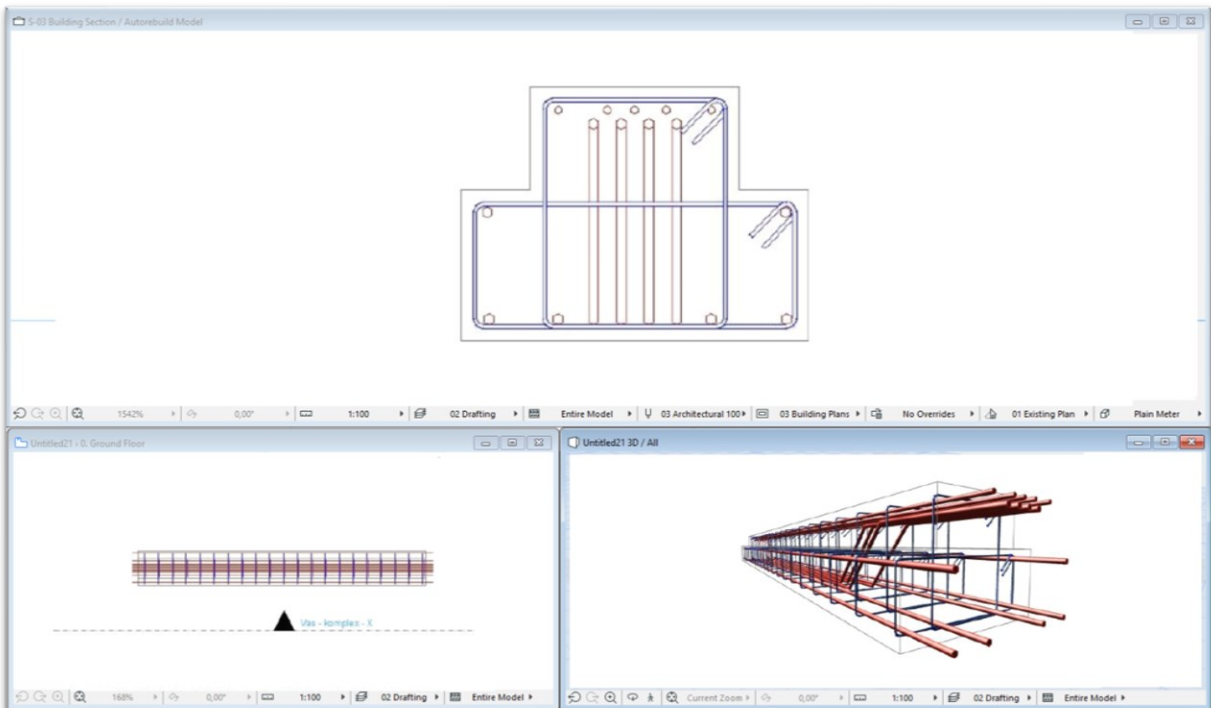 S-03 Building Section / Autorebuild Model
1542% 0,00° 1:100 02 Drafting Entire Model 03 Architectural 100 03 Building Plans No Overrides 01 Existing Plan Plain Meter
Untitled21 - 0. Ground Floor
Vas - komplex - X
168% 0,00° 1:100 02 Drafting Entire Model
Untitled21 3D / All
Current Zoom 0,00° 1:100 02 Drafting Entire Model